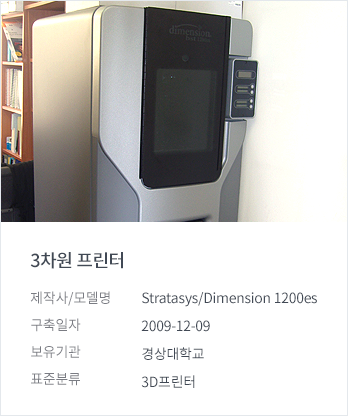 dimension
3차원 프린터
제작사/모델명 Stratasys/Dimension 1200es
구축일자 2009-12-09
보유기관 경상대학교
표준분류 3D프린터